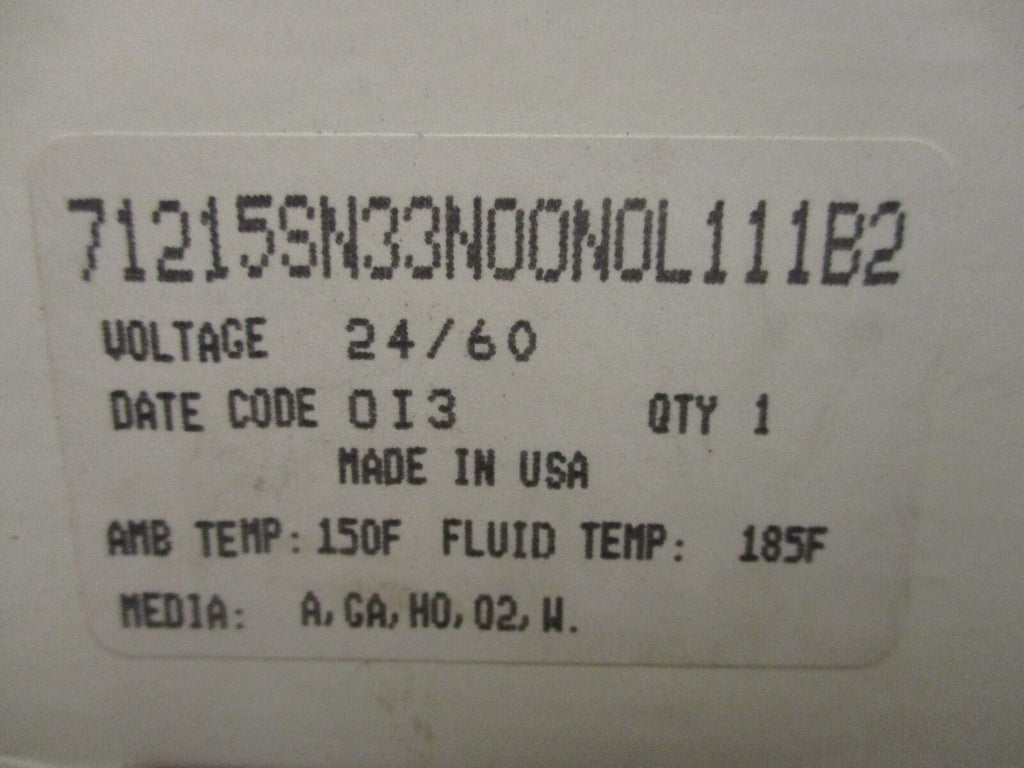 71215SN33N00N0L111B2
VOLTAGE 24/60
DATE CODE OI3 QTY 1
MADE IN USA
AMB TEMP: 150F FLUID TEMP: 185F
MEDIA: A, GA, HO, O2, W.